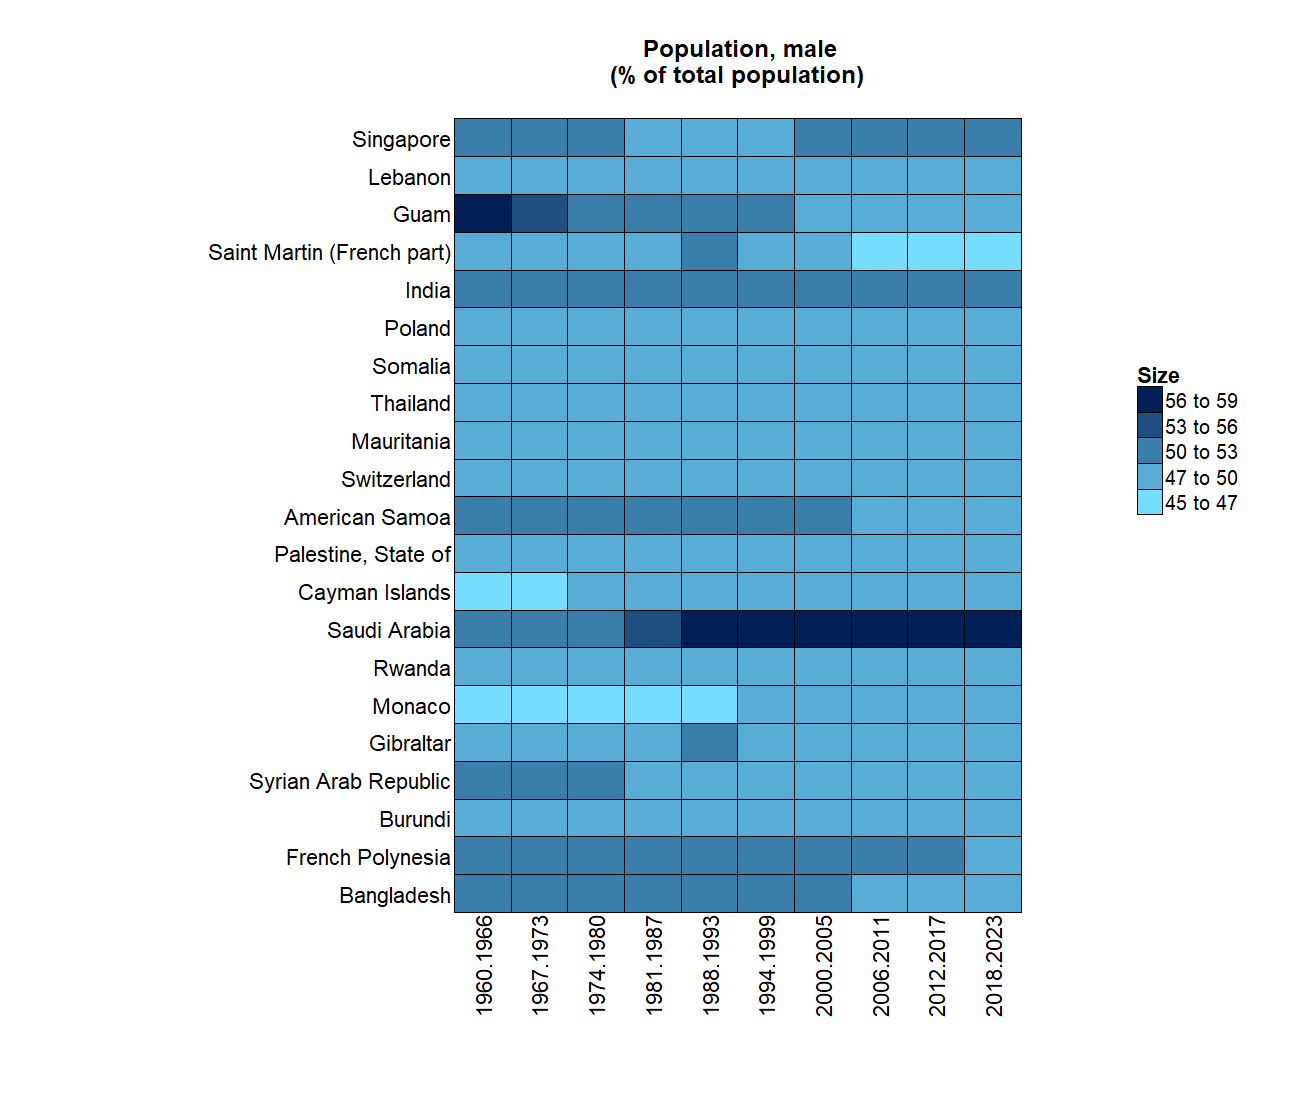 Population, male
(% of total population)
Singapore
Lebanon
Guam
Saint Martin (French part)
India
Poland
Somalia
Thailand
Mauritania
Switzerland
American Samoa
Palestine, State of
Cayman Islands
Saudi Arabia
Rwanda
Monaco
Gibraltar
Syrian Arab Republic
Burundi
French Polynesia
Bangladesh
1960.1966
1967.1973
1974.1980
1981.1987
1988.1993
1994.1999
2000.2005
2006.2011
2012.2017
2018.2023
Size
56 to 59
53 to 56
50 to 53
47 to 50
45 to 47